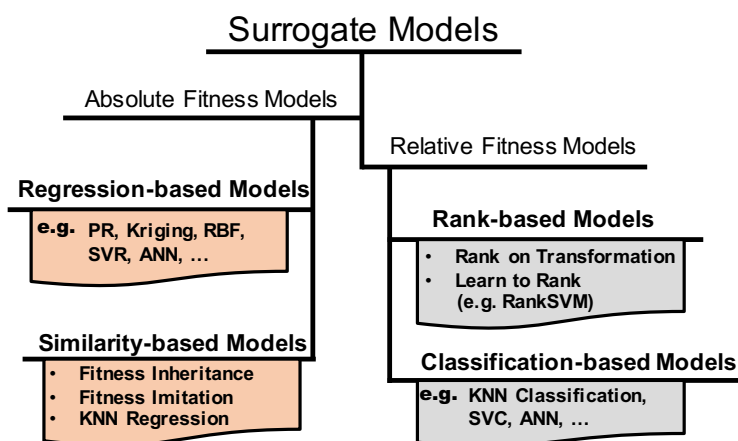 Surrogate Models
Absolute Fitness Models
Regression-based Models
e.g. PR, Kriging, RBF,
SVR, ANN, ...
Similarity-based Models
• Fitness Inheritance
• Fitness Imitation
• KNN Regression
Relative Fitness Models
Rank-based Models
• Rank on Transformation
• Learn to Rank
(e.g. RankSVM)
Classification-based Models
e.g. KNN Classification,
SVC, ANN, ...